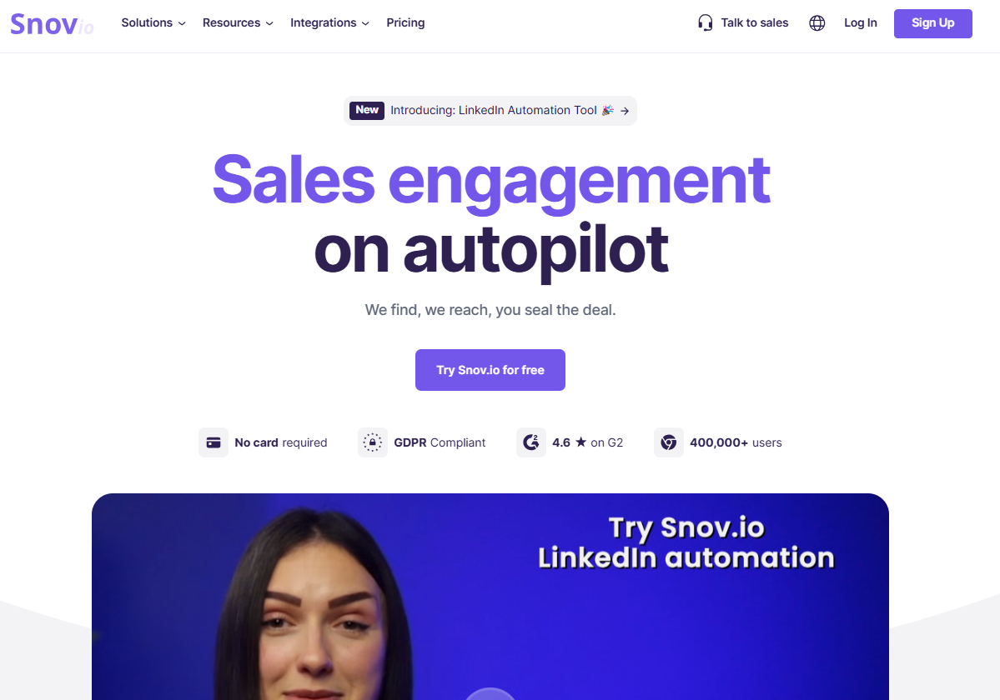 Snovio
Solutions
Resources
Integrations
Pricing
Talk to sales
Log In
Sign Up
New Introducing: LinkedIn Automation Tool 🎉 →
Sales engagement
on autopilot
We find, we reach, you seal the deal.
Try Snov.io for free
No card required
GDPR Compliant
4.6 ★ on G2
400,000+ users
Try Snov.io
LinkedIn automation